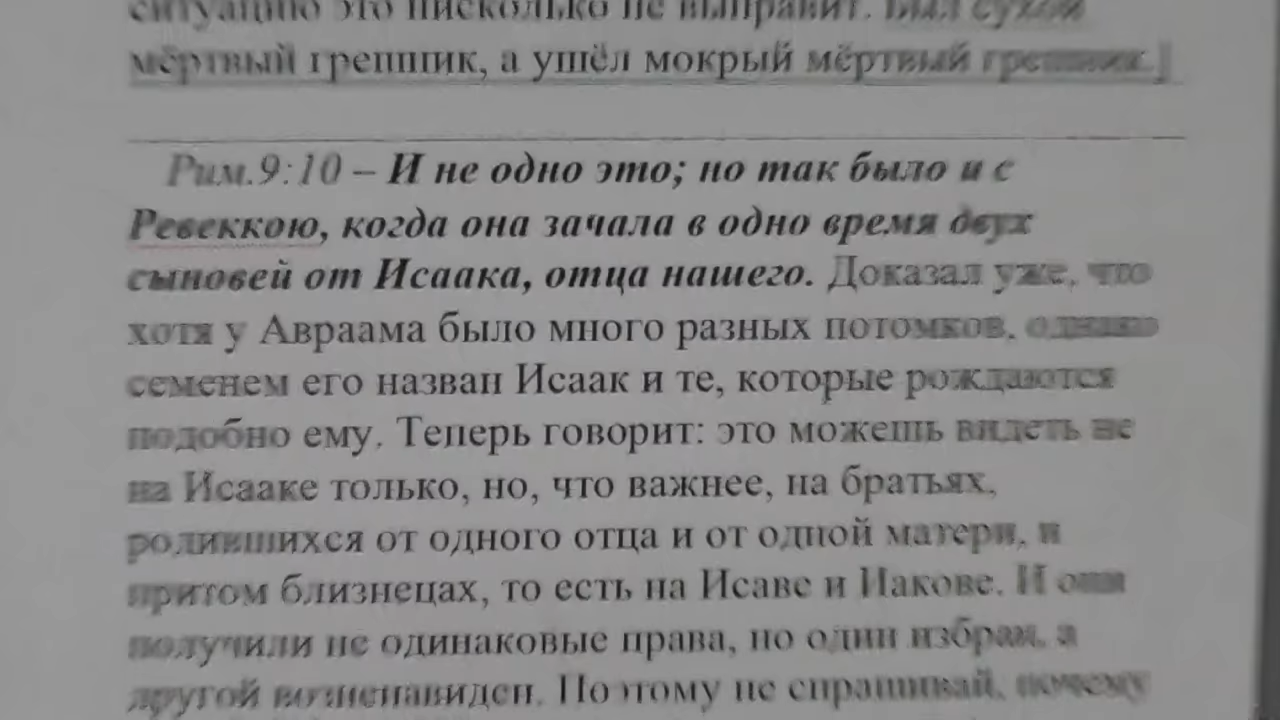 ситуацию это нисколько не выправит. Был сухой
мёртвый грешник, а ушёл мокрый мёртвый грешник.]
Рим.9:10 – И не одно это; но так было и с
Ревеккою, когда она зачала в одно время двух
сыновей от Исаака, отца нашего. Доказал уже, что
хотя у Авраама было много разных потомков, однако
семенем его назван Исаак и те, которые рождаются
подобно ему. Теперь говорит: это можешь видеть не
на Исааке только, но, что важнее, на братьях,
родившихся от одного отца и от одной матери, и
притом близнецах, то есть на Исаве и Иакове. И они
получили не одинаковые права, но один избран, а
другой возненавиден. Поэтому не спрашивай, почему